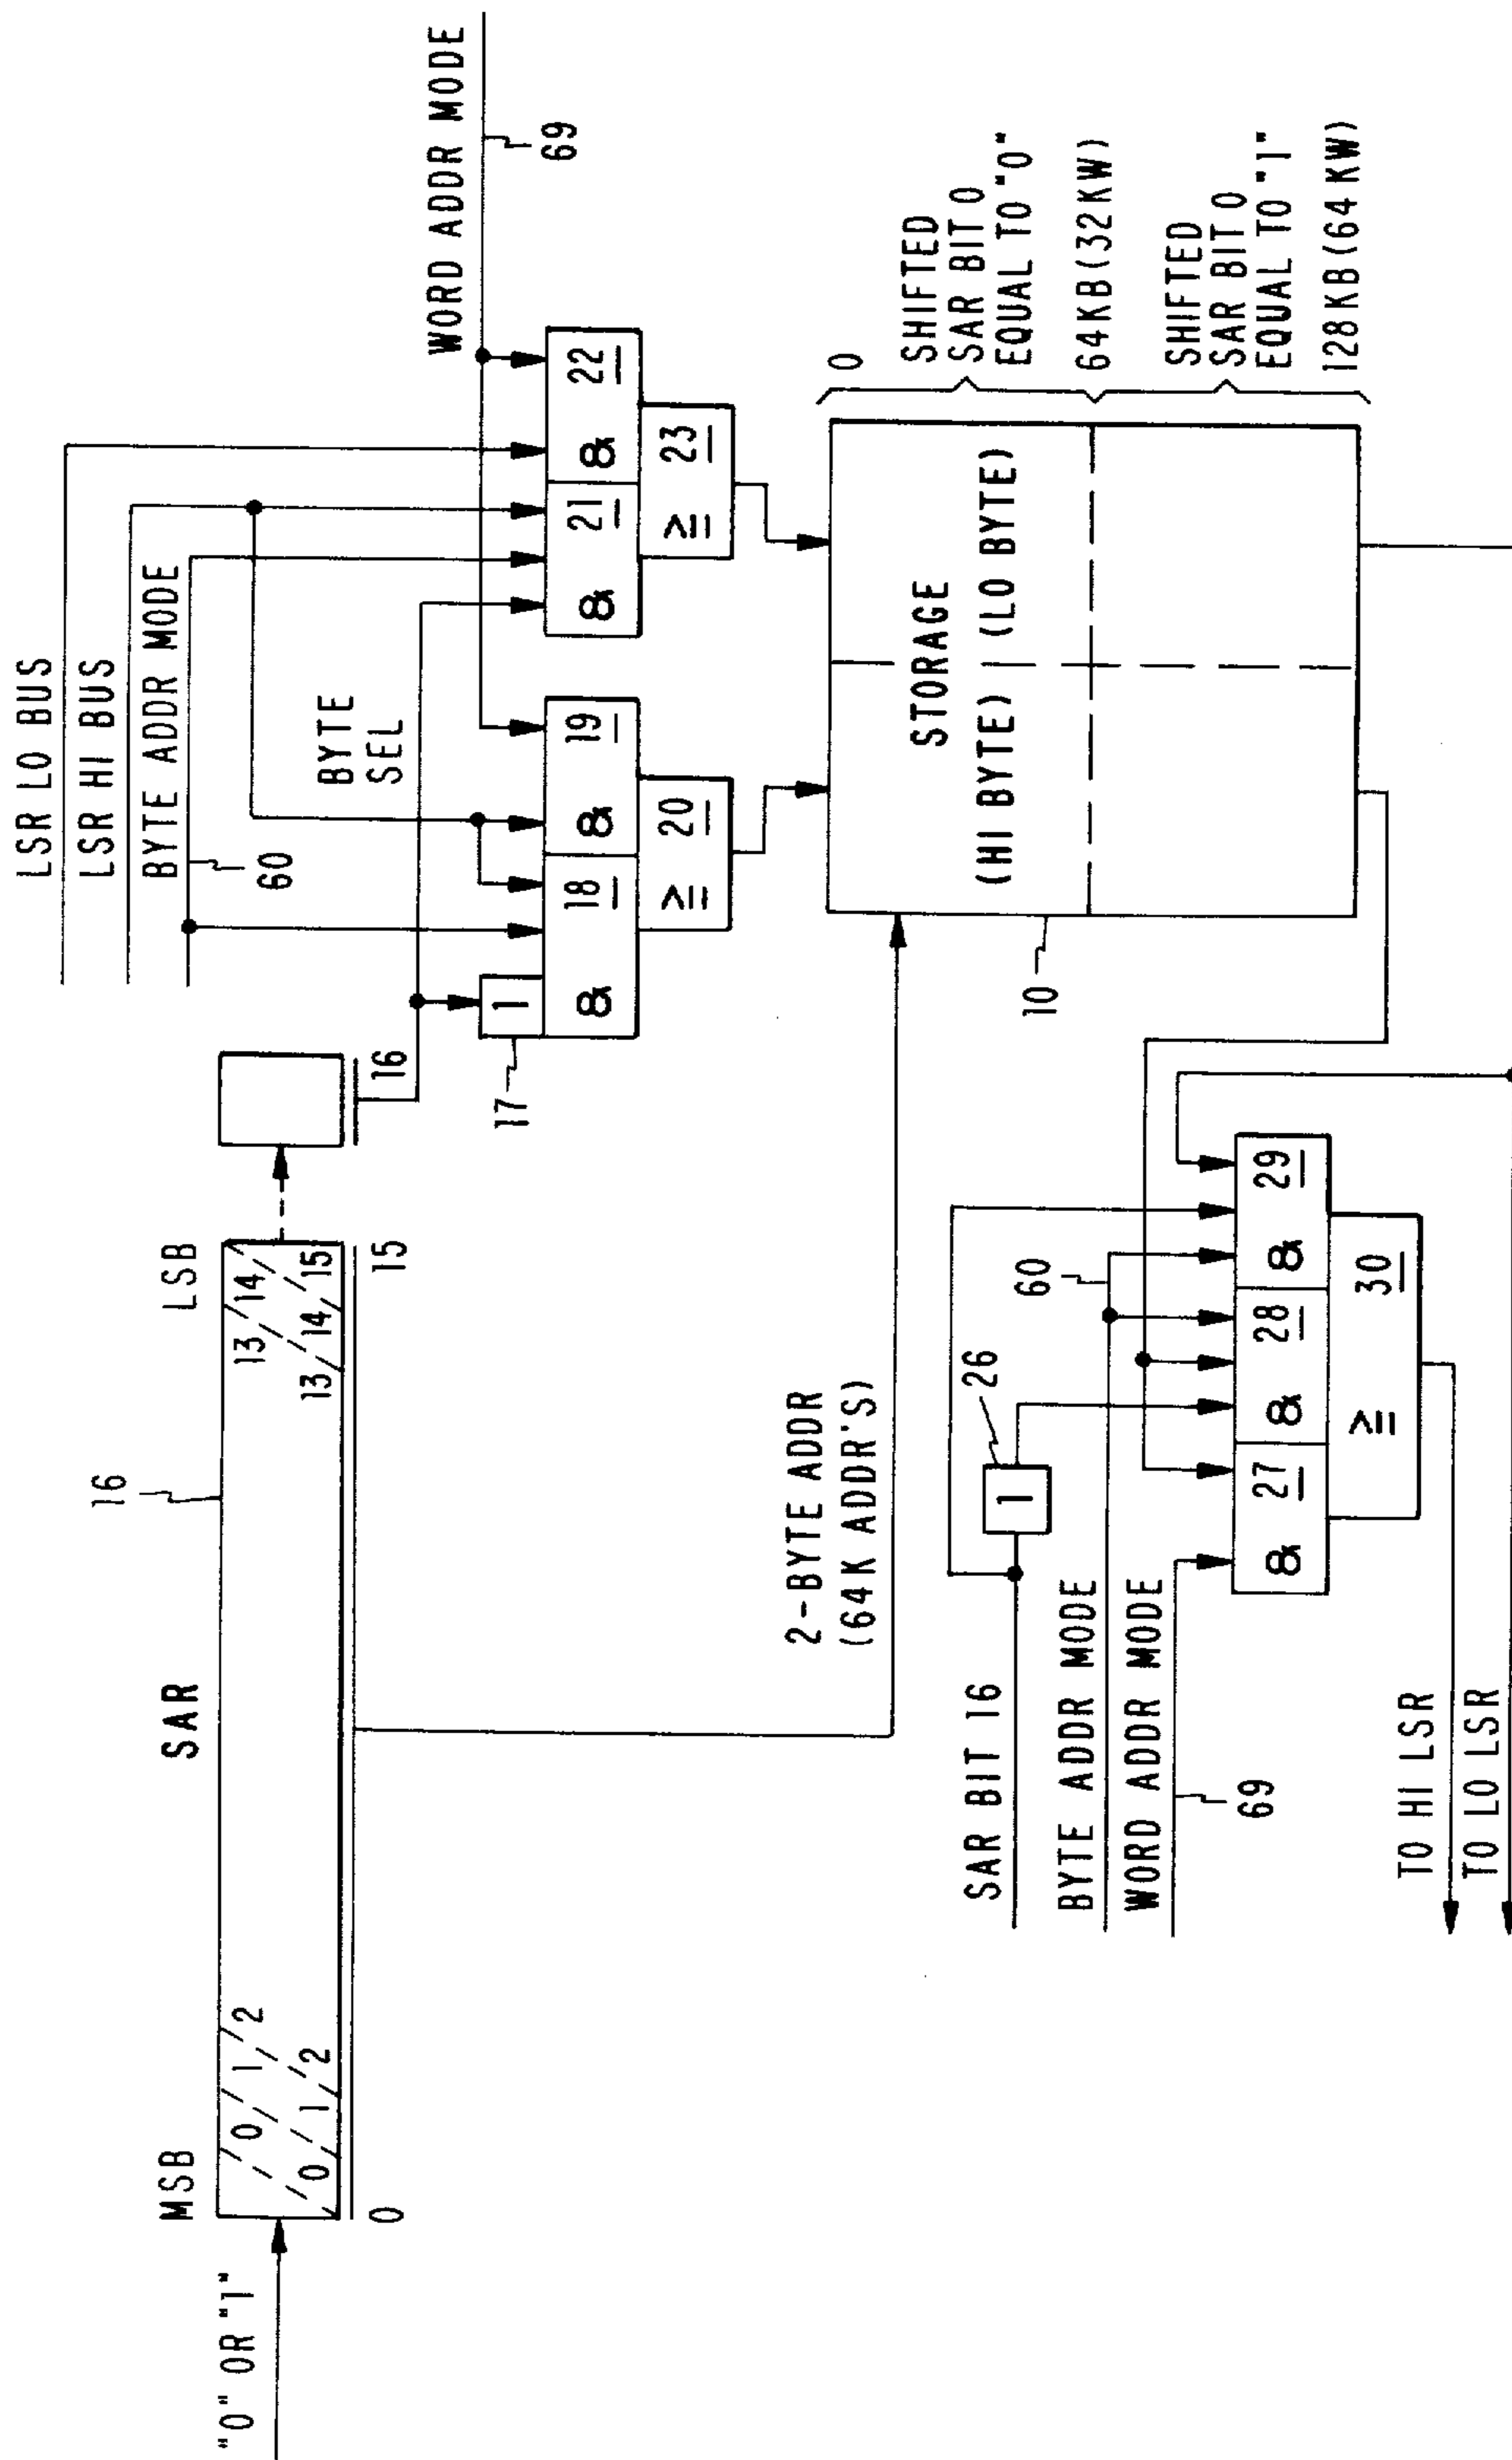 "0" OR "1"
MSB
SAR
16
LSB
0 1 2
13 14
0 1 2
13 14 15
0
15
16
LSR LO BUS
LSR HI BUS
BYTE ADDR MODE
60
BYTE
SEL
WORD ADDR MODE
69
17
1
& 18
& 19
≥ 20
& 21
& 22
≥ 23
2-BYTE ADDR
(64K ADDR'S)
10
STORAGE
(HI BYTE) (LO BYTE)
0
SHIFTED
SAR BIT 0
EQUAL TO "0"
64KB (32KW)
SHIFTED
SAR BIT 0
EQUAL TO "1"
128KB (64KW)
SAR BIT 16
1
26
BYTE ADDR MODE
60
WORD ADDR MODE
69
& 27
& 28
& 29
≥ 30
TO HI LSR
TO LO LSR